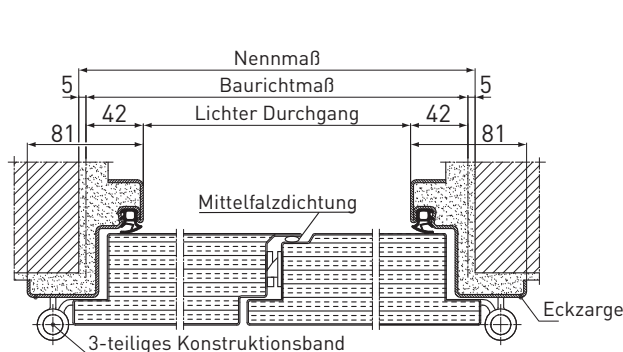 Nennmaß
5 Baurichtmaß 5
42 Lichter Durchgang 42
81 81
Mittelfalzdichtung
Eckzarge
3-teiliges Konstruktionsband